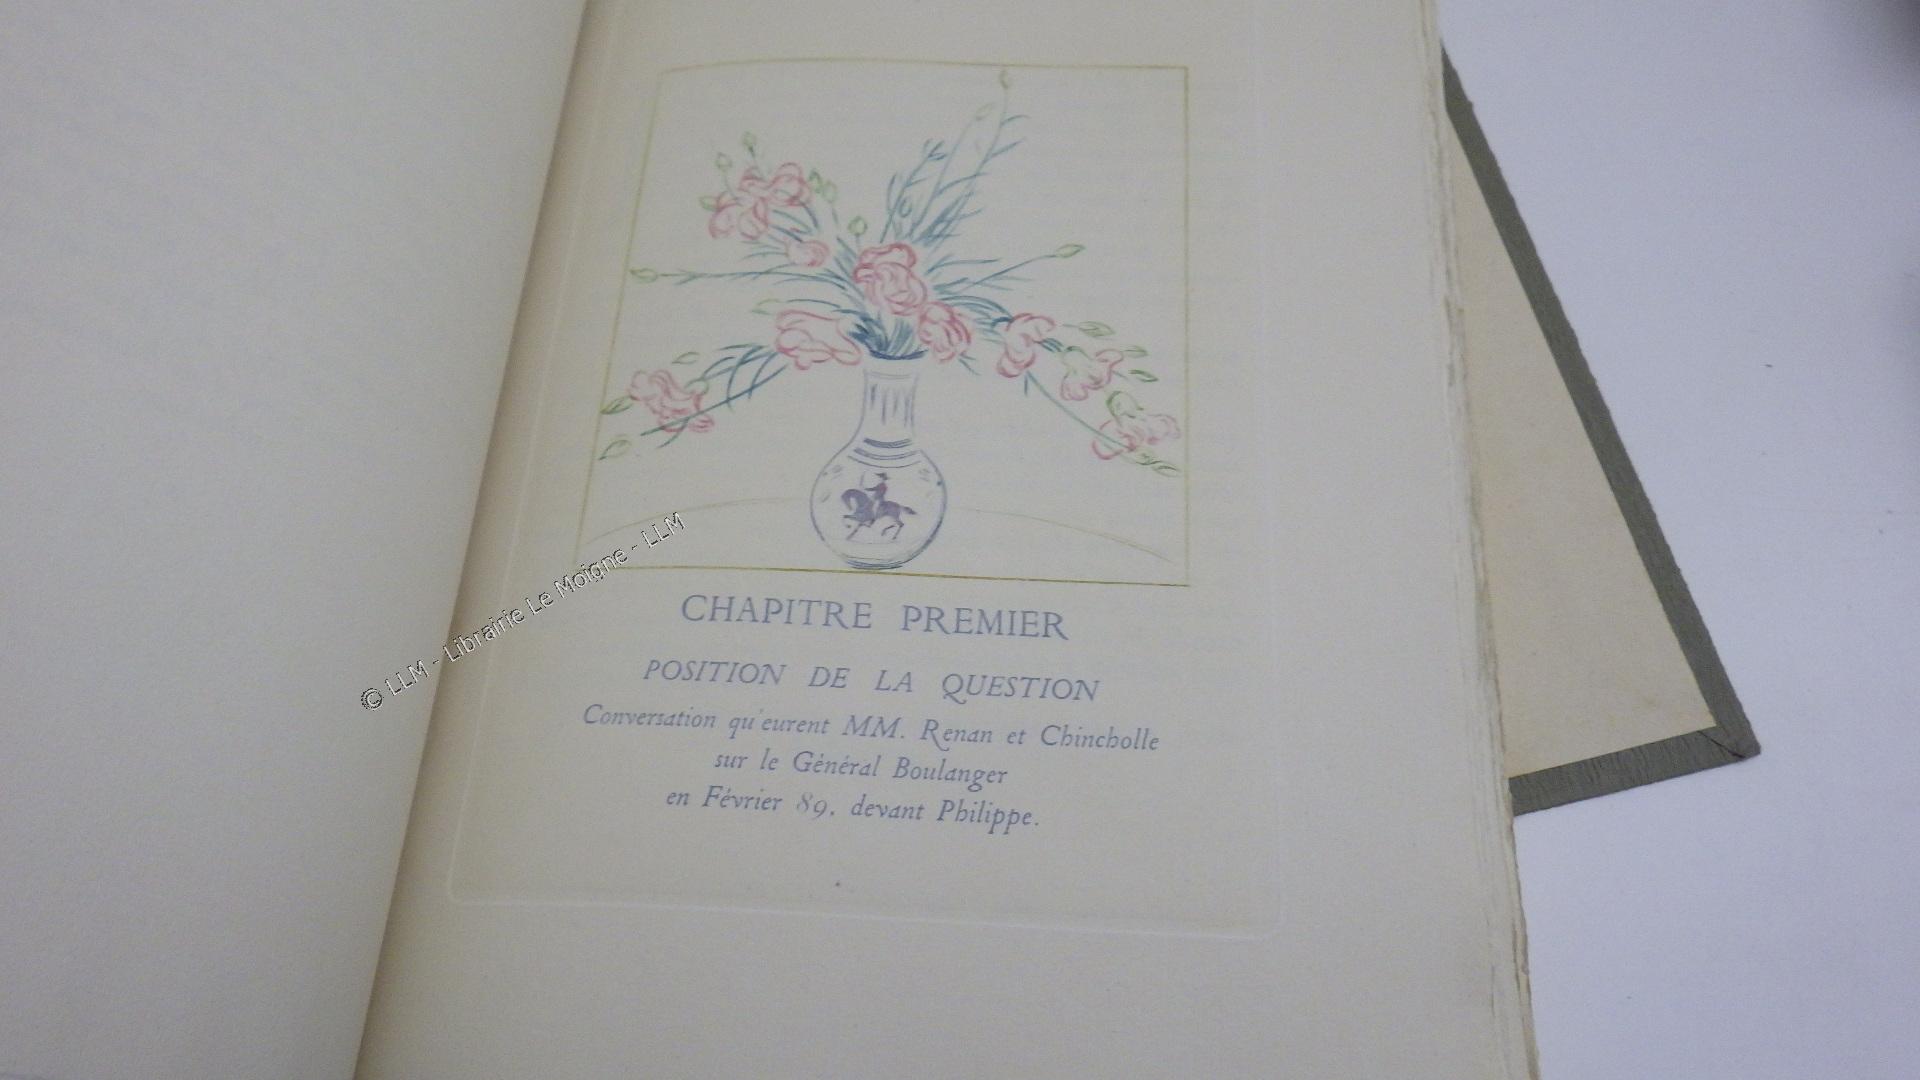 CHAPITRE PREMIER
POSITION DE LA QUESTION
Conversation qu'eurent MM. Renan et Chincholle
sur le Général Boulanger
en Février 89, devant Philippe.
© LLM - Librairie Le Moigne - LLM